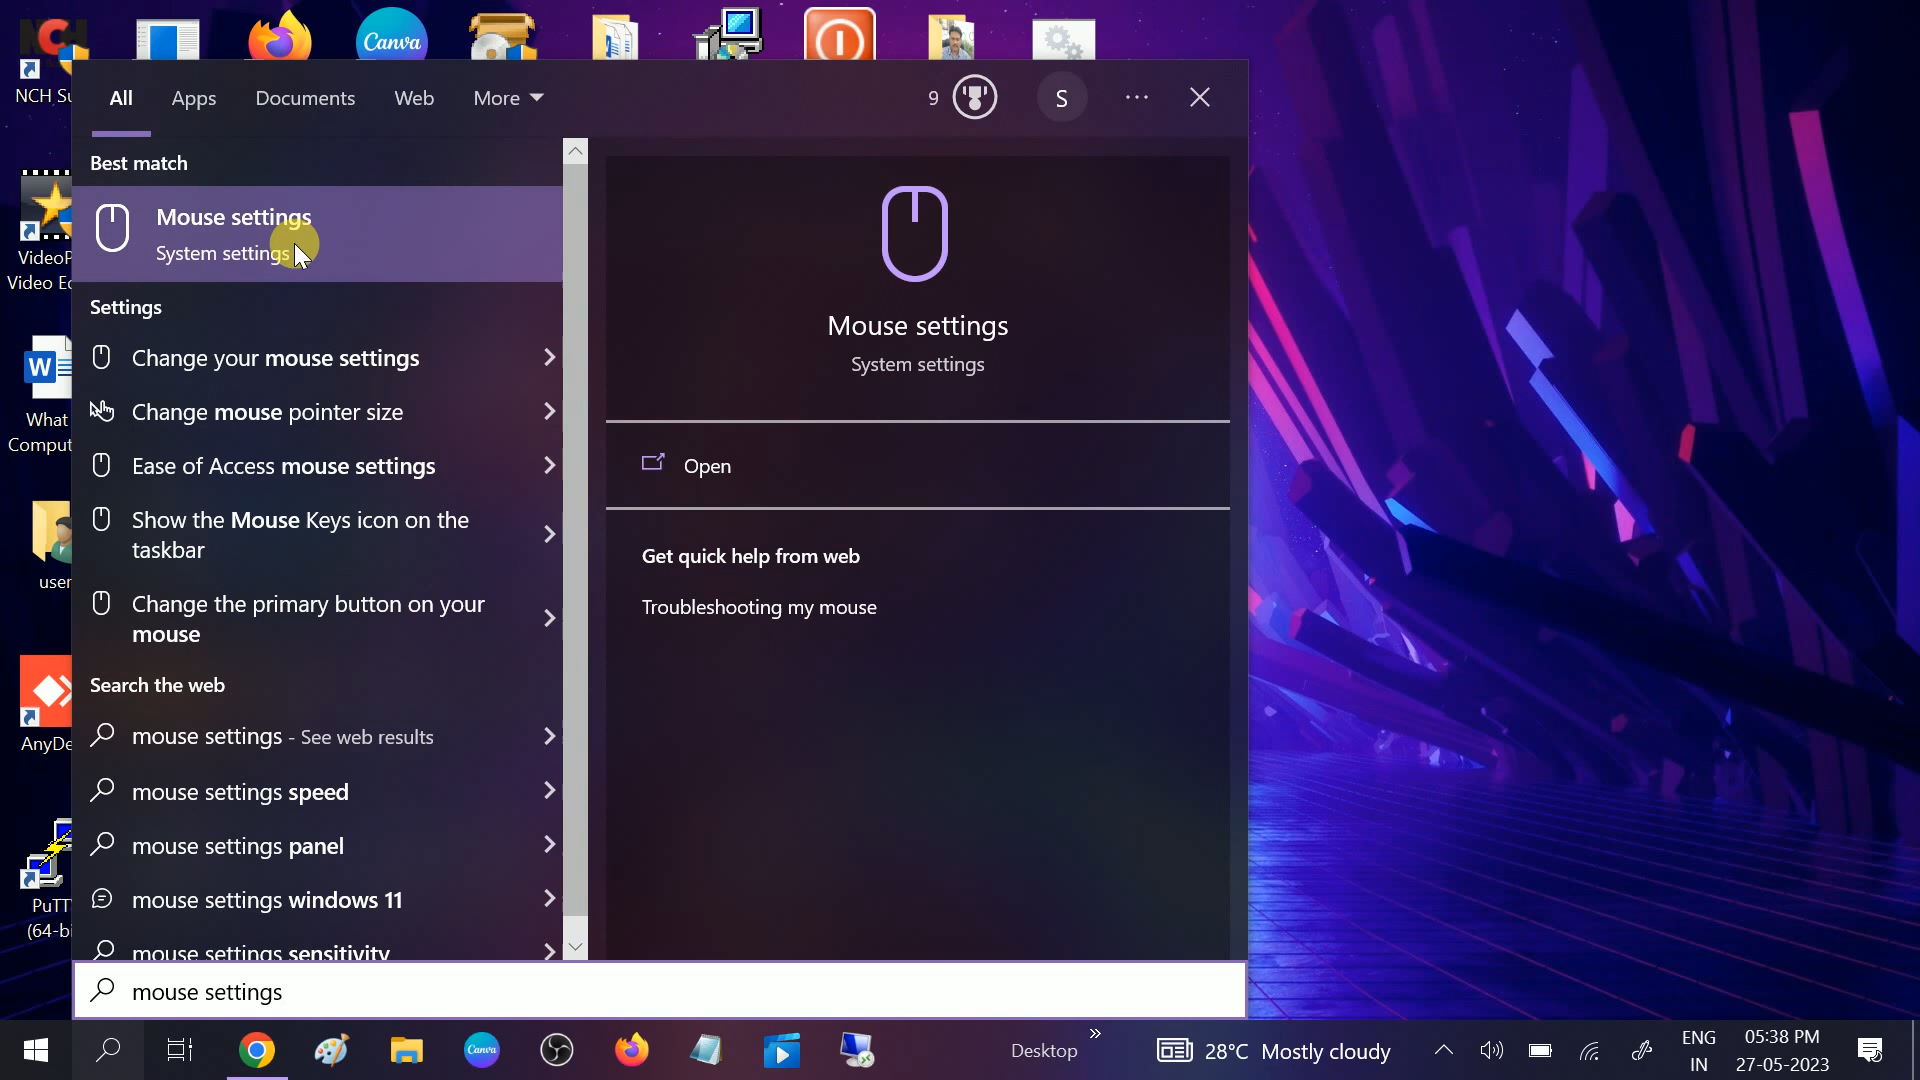 NCH Su
Canva
All Apps Documents Web More
9
S
Best match
Mouse settings
System settings
Settings
Change your mouse settings
Change mouse pointer size
Ease of Access mouse settings
Show the Mouse Keys icon on the
taskbar
Change the primary button on your
mouse
Search the web
mouse settings - See web results
mouse settings speed
mouse settings panel
mouse settings windows 11
mouse settings sensitivity
mouse settings
Mouse settings
System settings
Open
Get quick help from web
Troubleshooting my mouse
VideoP
Video Ed
W
What
Comput
user
AnyDe
PuTT
(64-bi
Canva
Desktop
28°C Mostly cloudy
ENG
IN
05:38 PM
27-05-2023